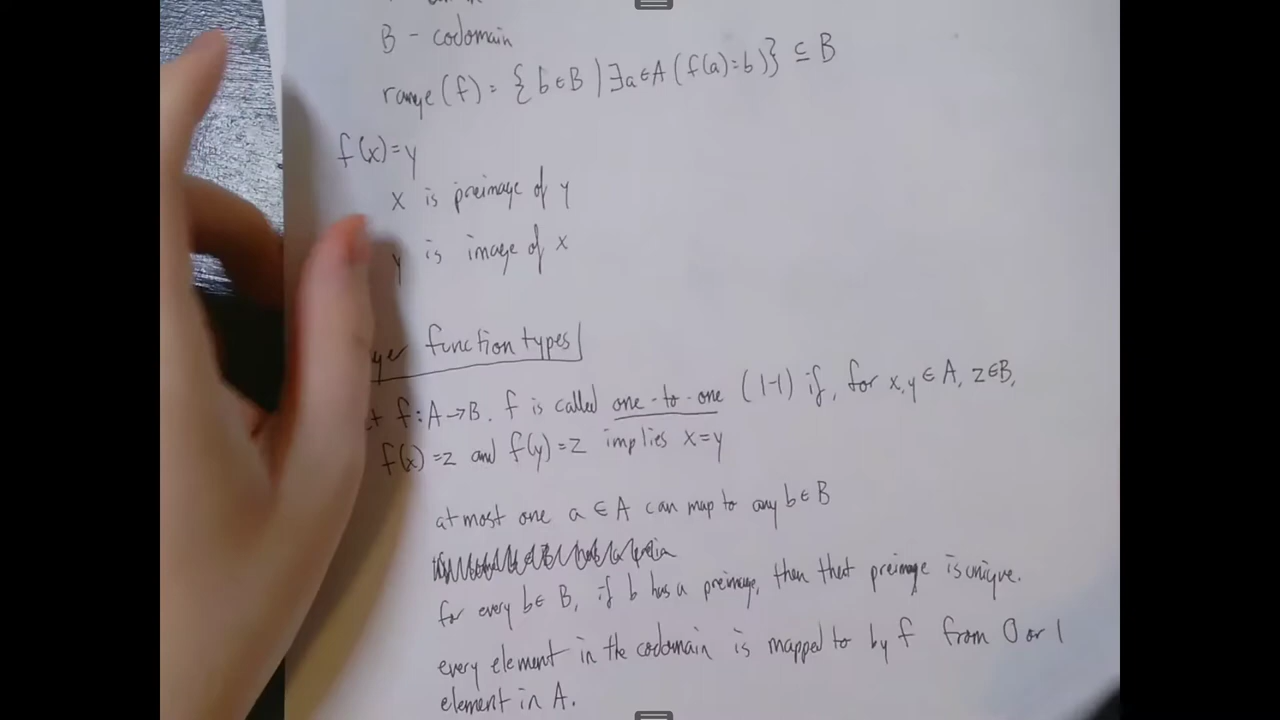 B - codomain
range(f) = { b ∈ B | ∃a ∈ A (f(a)=b)} ⊆ B
f(x)=y
x is preimage of y
y is image of x
function types
f: A→B. f is called one-to-one (1-1) if, for x,y ∈ A, z∈B,
f(x)=z and f(y)=z implies x=y
at most one a ∈ A can map to any b∈B
for every b∈ B, if b has a preimage, then that preimage is unique.
every element in the codomain is mapped to by f from 0 or 1
element in A.